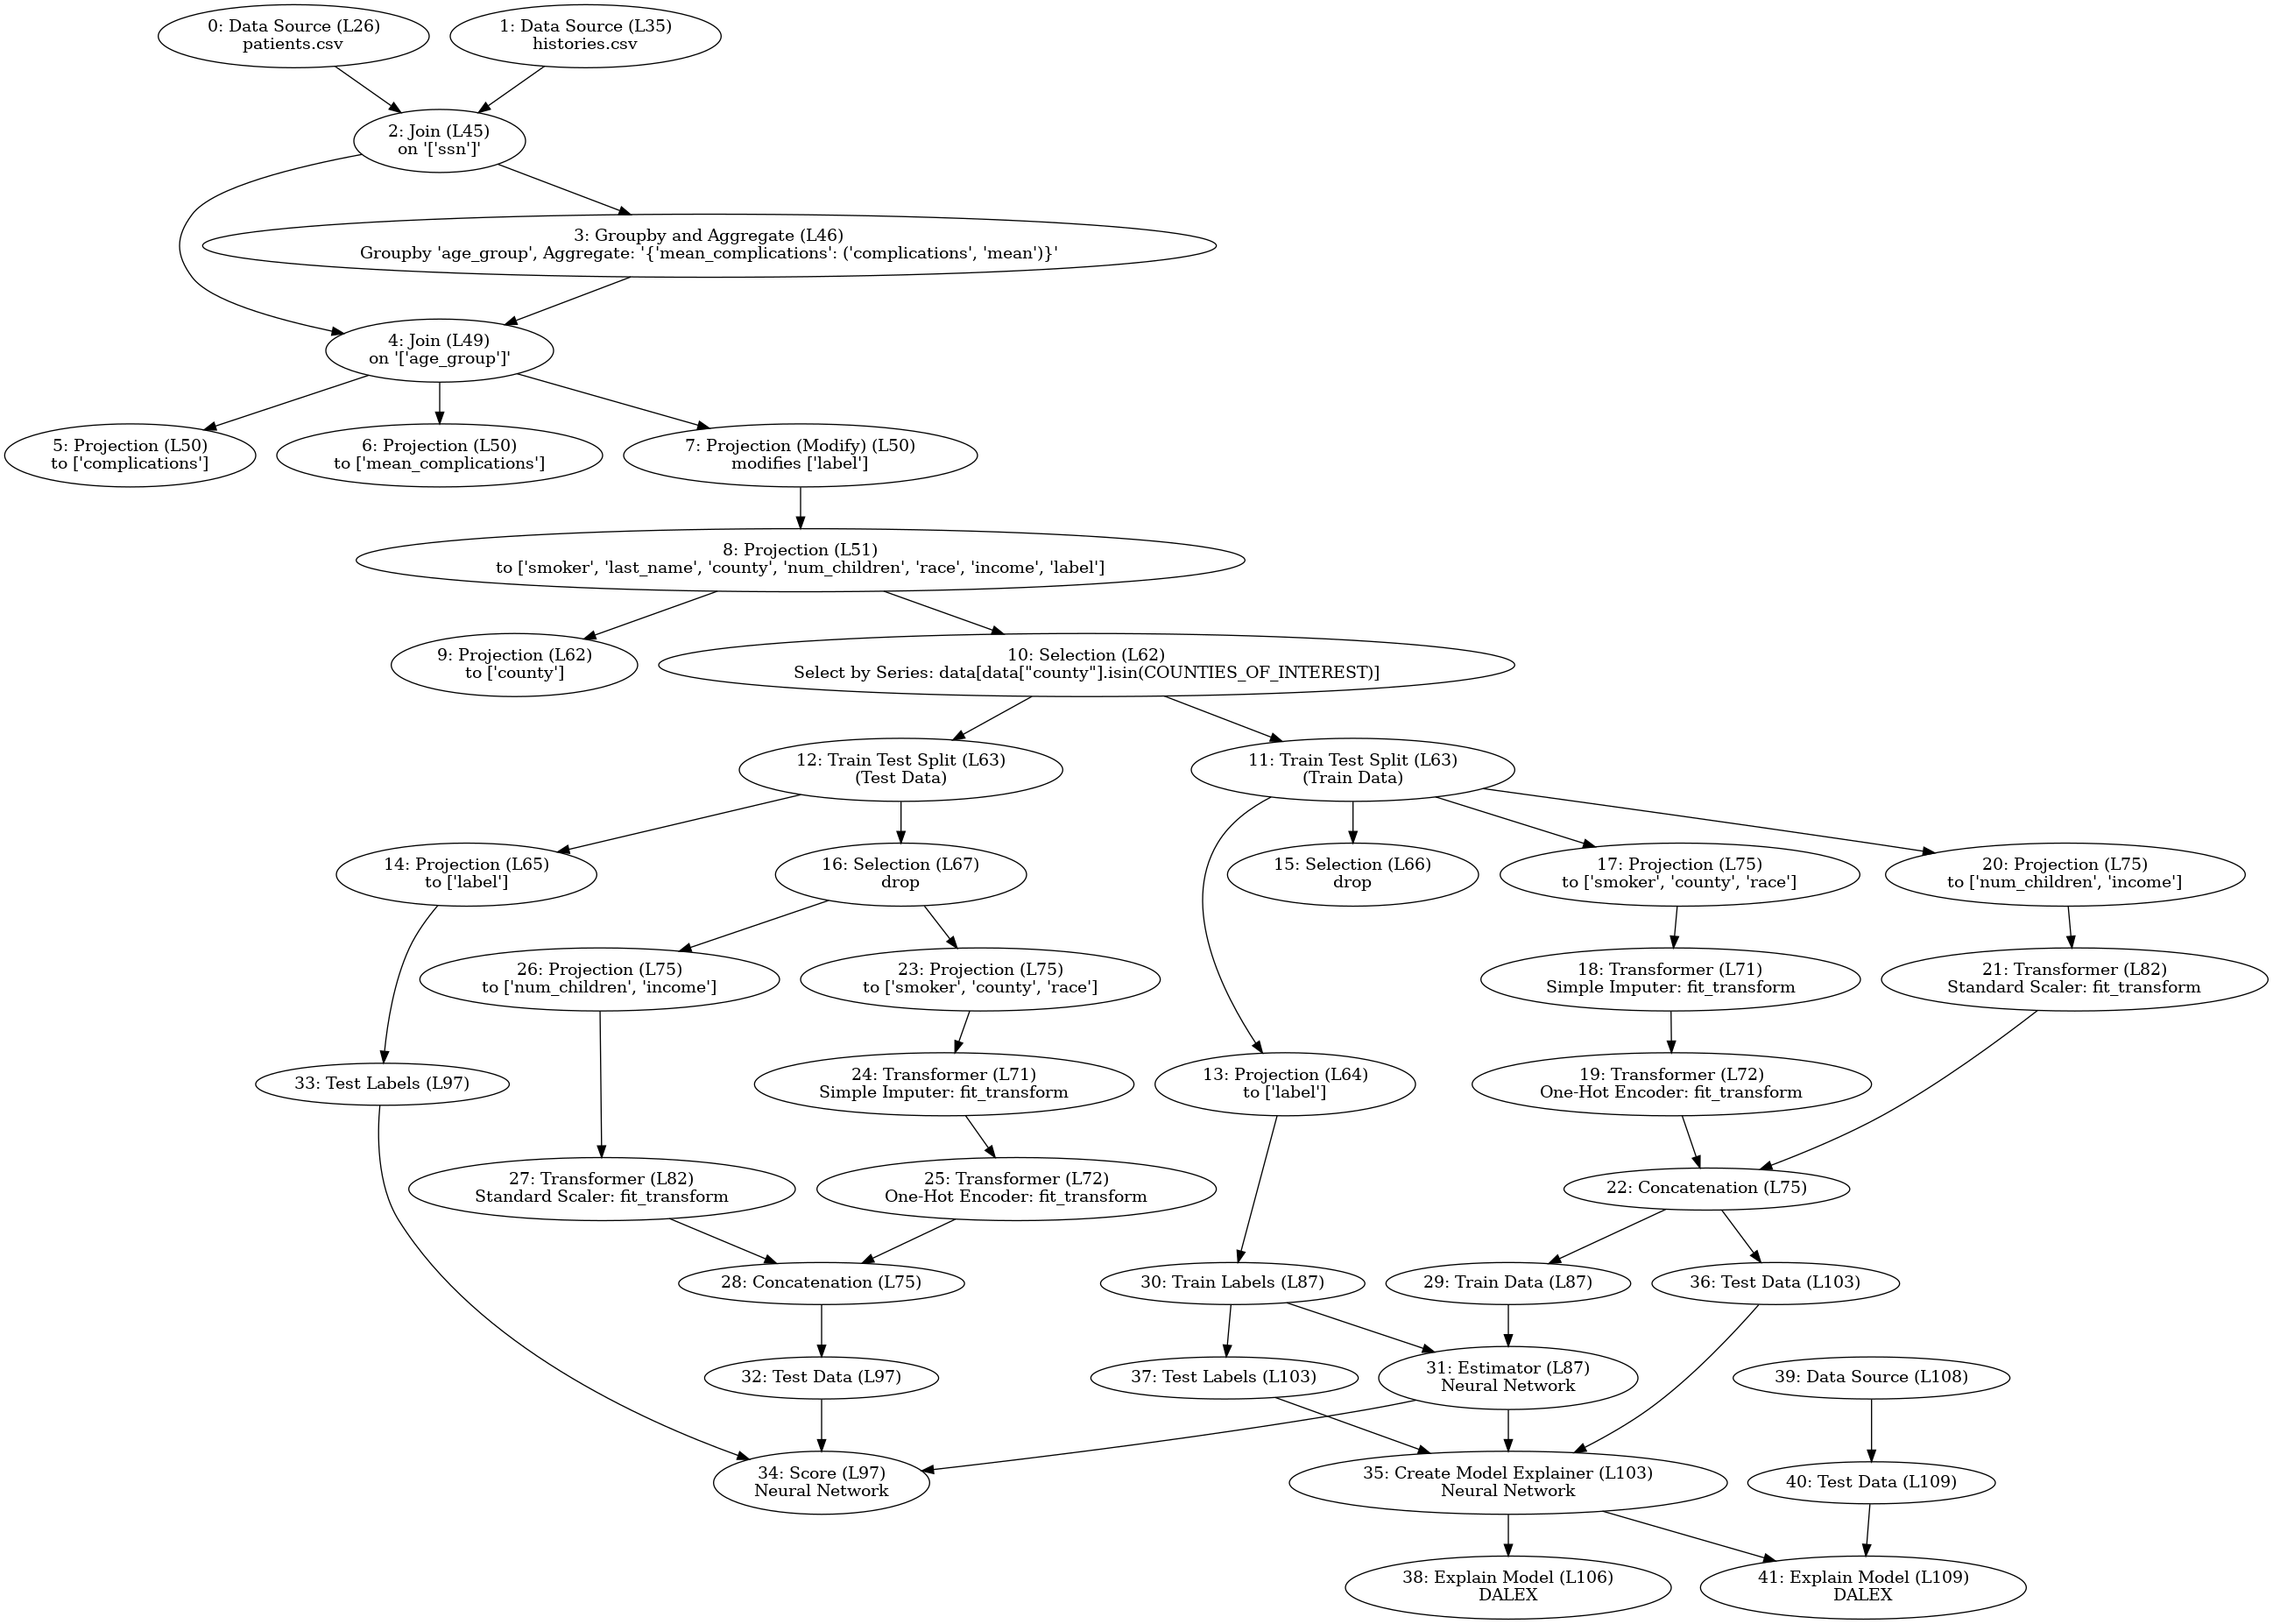 0: Data Source (L26)
patients.csv
1: Data Source (L35)
histories.csv
2: Join (L45)
on '['ssn']'
3: Groupby and Aggregate (L46)
Groupby 'age_group', Aggregate: '{'mean_complications': ('complications', 'mean')}'
4: Join (L49)
on '['age_group']'
5: Projection (L50)
to ['complications']
6: Projection (L50)
to ['mean_complications']
7: Projection (Modify) (L50)
modifies ['label']
8: Projection (L51)
to ['smoker', 'last_name', 'county', 'num_children', 'race', 'income', 'label']
9: Projection (L62)
to ['county']
10: Selection (L62)
Select by Series: data[data["county"].isin(COUNTIES_OF_INTEREST)]
12: Train Test Split (L63)
(Test Data)
11: Train Test Split (L63)
(Train Data)
14: Projection (L65)
to ['label']
16: Selection (L67)
drop
15: Selection (L66)
drop
17: Projection (L75)
to ['smoker', 'county', 'race']
20: Projection (L75)
to ['num_children', 'income']
26: Projection (L75)
to ['num_children', 'income']
23: Projection (L75)
to ['smoker', 'county', 'race']
18: Transformer (L71)
Simple Imputer: fit_transform
21: Transformer (L82)
Standard Scaler: fit_transform
33: Test Labels (L97)
24: Transformer (L71)
Simple Imputer: fit_transform
13: Projection (L64)
to ['label']
19: Transformer (L72)
One-Hot Encoder: fit_transform
27: Transformer (L82)
Standard Scaler: fit_transform
25: Transformer (L72)
One-Hot Encoder: fit_transform
22: Concatenation (L75)
28: Concatenation (L75)
30: Train Labels (L87)
29: Train Data (L87)
36: Test Data (L103)
32: Test Data (L97)
37: Test Labels (L103)
31: Estimator (L87)
Neural Network
39: Data Source (L108)
34: Score (L97)
Neural Network
35: Create Model Explainer (L103)
Neural Network
40: Test Data (L109)
38: Explain Model (L106)
DALEX
41: Explain Model (L109)
DALEX